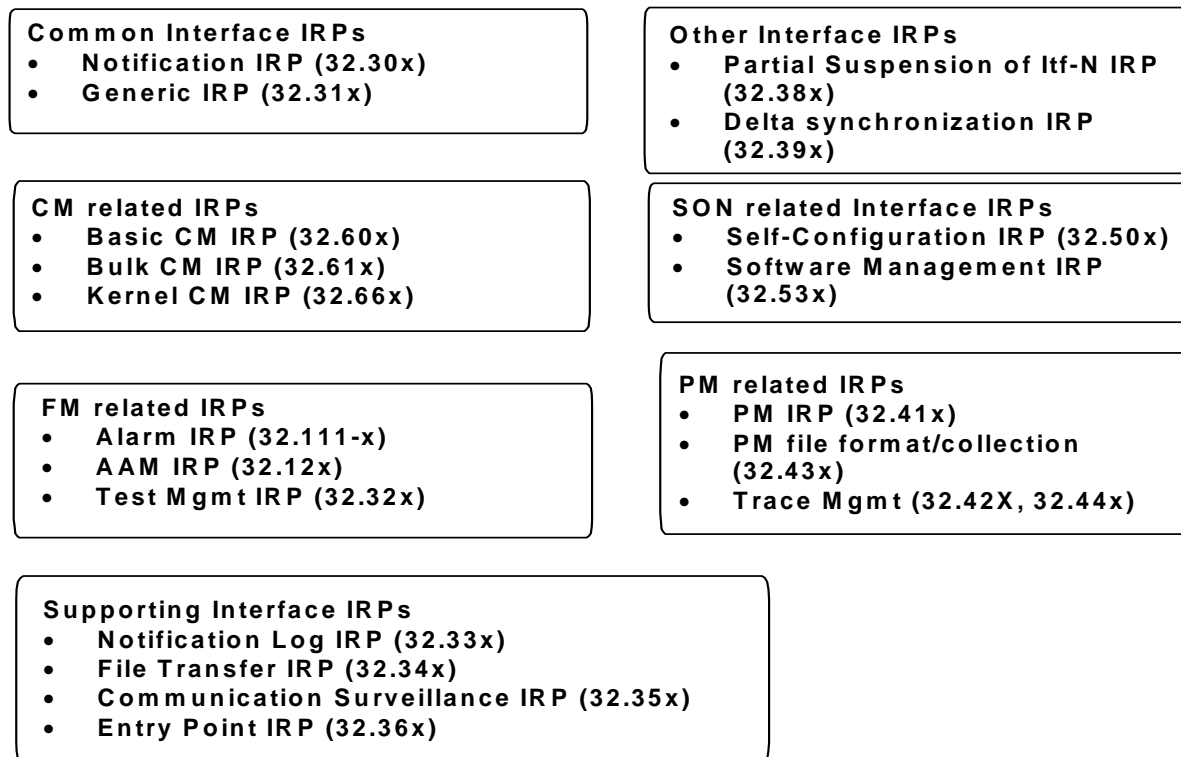 Common Interface IRPs
• Notification IRP (32.30x)
• Generic IRP (32.31x)
Other Interface IRPs
• Partial Suspension of Itf-N IRP
(32.38x)
• Delta synchronization IRP
(32.39x)
CM related IRPs
• Basic CM IRP (32.60x)
• Bulk CM IRP (32.61x)
• Kernel CM IRP (32.66x)
SON related Interface IRPs
• Self-Configuration IRP (32.50x)
• Software Management IRP
(32.53x)
FM related IRPs
• Alarm IRP (32.111-x)
• AAM IRP (32.12x)
• Test Mgmt IRP (32.32x)
PM related IRPs
• PM IRP (32.41x)
• PM file format/collection
(32.43x)
• Trace Mgmt (32.42X, 32.44x)
Supporting Interface IRPs
• Notification Log IRP (32.33x)
• File Transfer IRP (32.34x)
• Communication Surveillance IRP (32.35x)
• Entry Point IRP (32.36x)